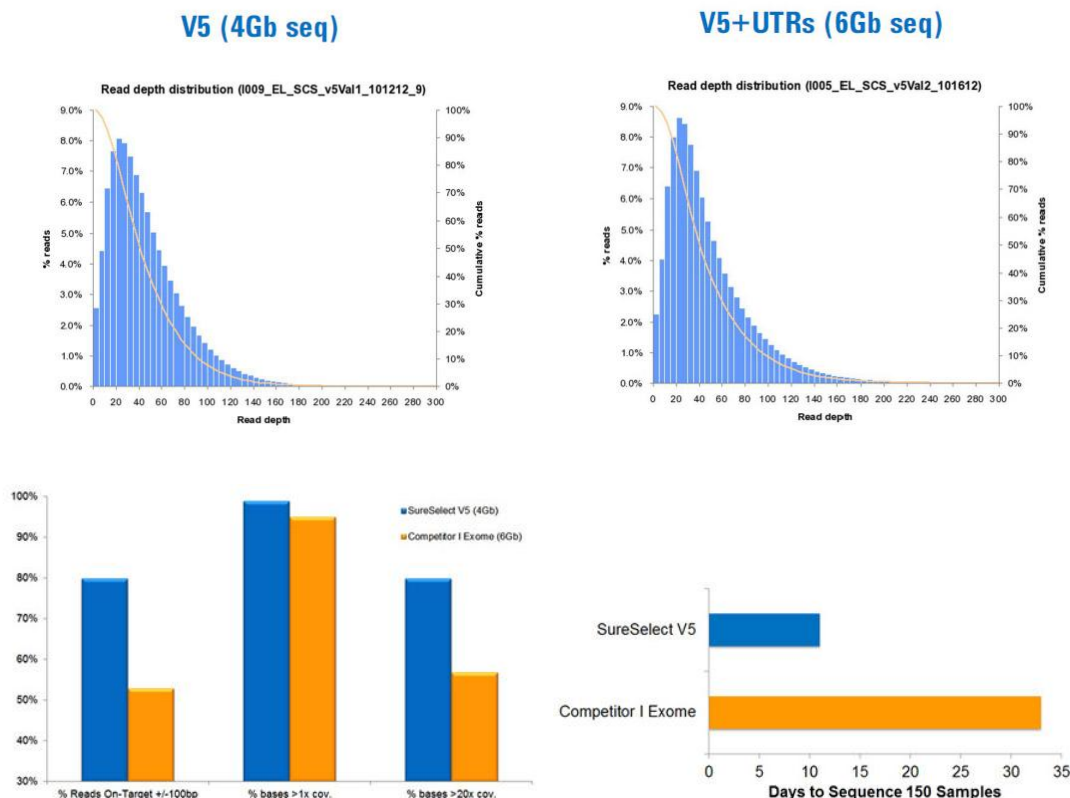 V5 (4Gb seq)
Read depth distribution (I009_EL_SCS_v5Val1_101212_9)
9.0%
8.0%
7.0%
6.0%
5.0%
4.0%
3.0%
2.0%
1.0%
0.0%
% reads
100%
90%
80%
70%
60%
50%
40%
30%
20%
10%
0%
Cumulative % reads
0 20 40 60 80 100 120 140 160 180 200 220 240 260 280 300
Read depth
V5+UTRs (6Gb seq)
Read depth distribution (I005_EL_SCS_v5Val2_101612)
9.0%
8.0%
7.0%
6.0%
5.0%
4.0%
3.0%
2.0%
1.0%
0.0%
% reads
100%
90%
80%
70%
60%
50%
40%
30%
20%
10%
0%
Cumulative % reads
0 20 40 60 80 100 120 140 160 180 200 220 240 260 280 300
Read depth
100%
90%
80%
70%
60%
50%
40%
30%
SureSelect V5 (4Gb)
Competitor I Exome (6Gb)
% Reads On-Target +/-100bp % bases >1x cov. % bases >20x cov.
SureSelect V5
Competitor I Exome
0 5 10 15 20 25 30 35
Days to Sequence 150 Samples